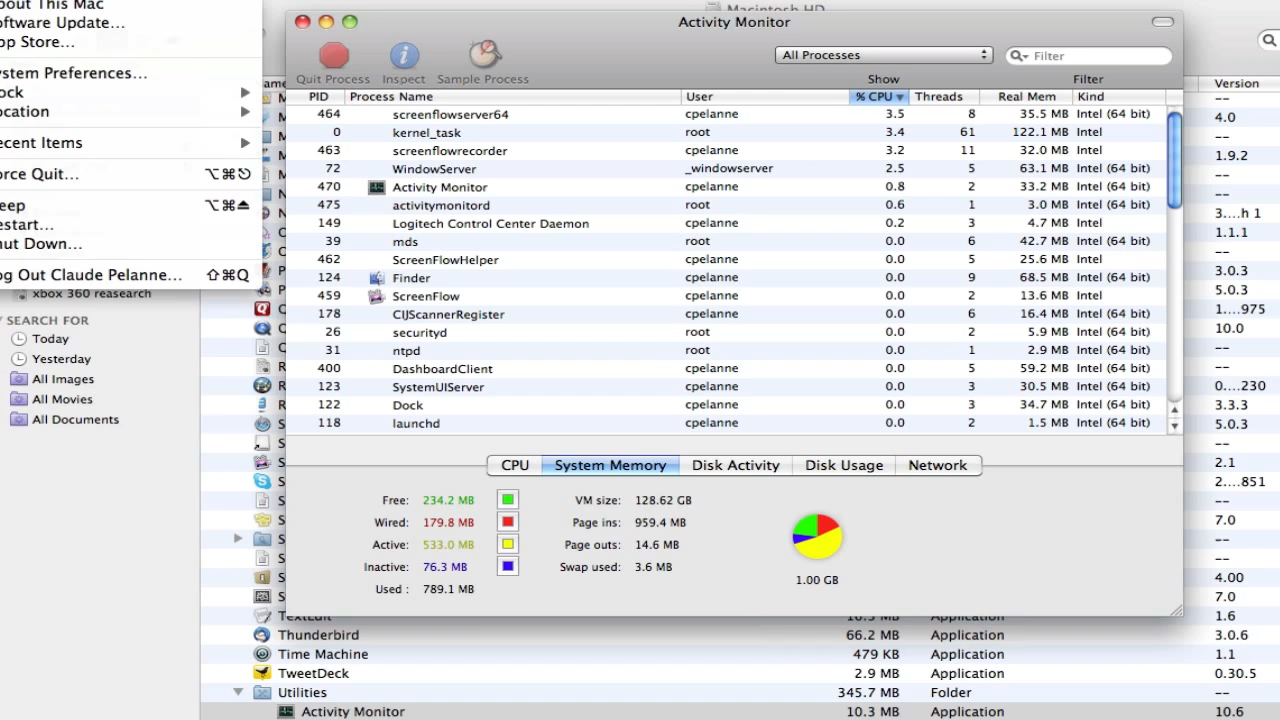 Macintosh HD
bout This Mac
oftware Update...
pp Store...
ystem Preferences...
ock
ocation
ecent Items
orce Quit... ⌥⌘⎋
eep ⌥⌘⏏
estart...
hut Down...
og Out Claude Pelanne... ⇧⌘Q
xbox 360 reasearch
SEARCH FOR
Today
Yesterday
All Images
All Movies
All Documents
Activity Monitor
Quit Process Inspect Sample Process
All Processes
Show
Filter
Filter
PID Process Name User % CPU Threads Real Mem Kind
464 screenflowserver64 cpelanne 3.5 8 35.5 MB Intel (64 bit)
0 kernel_task root 3.4 61 122.1 MB Intel
463 screenflowrecorder cpelanne 3.2 11 32.0 MB Intel
72 WindowServer _windowserver 2.5 5 63.1 MB Intel (64 bit)
470 Activity Monitor cpelanne 0.8 2 33.2 MB Intel (64 bit)
475 activitymonitord root 0.6 1 3.0 MB Intel (64 bit)
149 Logitech Control Center Daemon cpelanne 0.2 3 4.7 MB Intel
39 mds root 0.0 6 42.7 MB Intel (64 bit)
462 ScreenFlowHelper cpelanne 0.0 5 25.6 MB Intel
124 Finder cpelanne 0.0 9 68.5 MB Intel (64 bit)
459 ScreenFlow cpelanne 0.0 2 13.6 MB Intel
178 CIJScannerRegister cpelanne 0.0 6 16.4 MB Intel (64 bit)
26 securityd root 0.0 2 5.9 MB Intel (64 bit)
31 ntpd root 0.0 1 2.9 MB Intel (64 bit)
400 DashboardClient cpelanne 0.0 5 59.2 MB Intel (64 bit)
123 SystemUIServer cpelanne 0.0 3 30.5 MB Intel (64 bit)
122 Dock cpelanne 0.0 3 34.7 MB Intel (64 bit)
118 launchd cpelanne 0.0 2 1.5 MB Intel (64 bit)
CPU System Memory Disk Activity Disk Usage Network
Free: 234.2 MB VM size: 128.62 GB
Wired: 179.8 MB Page ins: 959.4 MB
Active: 533.0 MB Page outs: 14.6 MB
Inactive: 76.3 MB Swap used: 3.6 MB
Used: 789.1 MB
1.00 GB
Version
--
4.0
--
1.9.2
--
--
3....h 1
1.1.1
--
3.0.3
5.0.3
1....975
10.0
--
--
0....230
3.3.3
5.0.3
--
2.1
2....851
--
7.0
--
--
4.00
7.0
TextEdit 10.3 MB Application 1.6
Thunderbird 66.2 MB Application 3.0.6
Time Machine 479 KB Application 1.1
TweetDeck 2.9 MB Application 0.30.5
Utilities 345.7 MB Folder --
Activity Monitor 10.3 MB Application 10.6